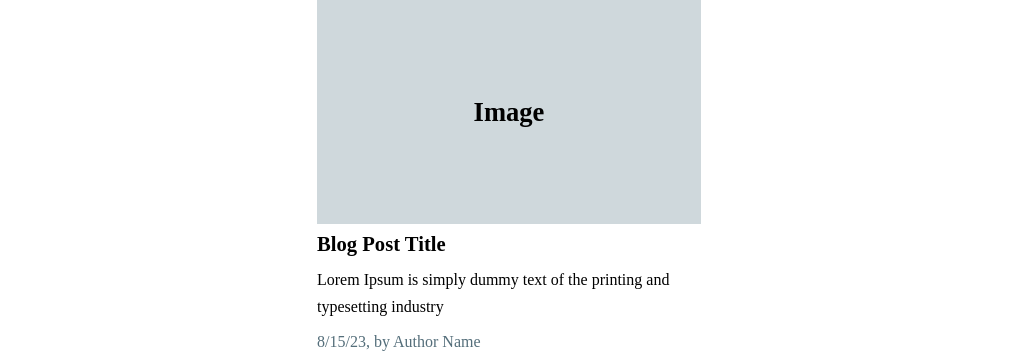 Image
Blog Post Title
Lorem Ipsum is simply dummy text of the printing and
typesetting industry
8/15/23, by Author Name